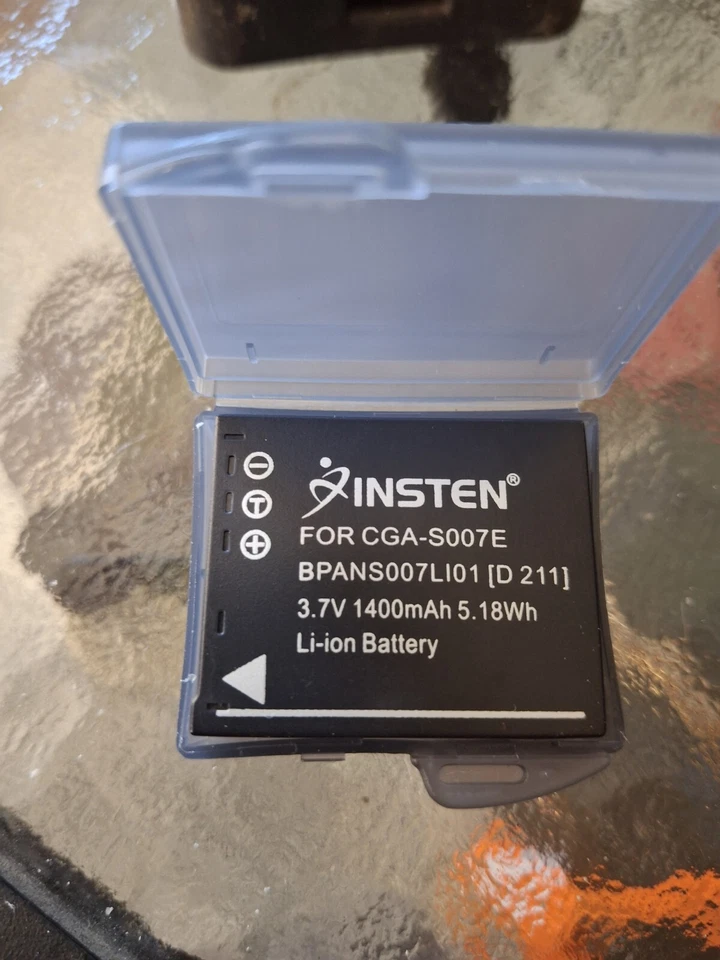 INSTEN®
FOR CGA-S007E
BPANS007LI01 [D 211]
3.7V 1400mAh 5.18Wh
Li-ion Battery
−
T
+